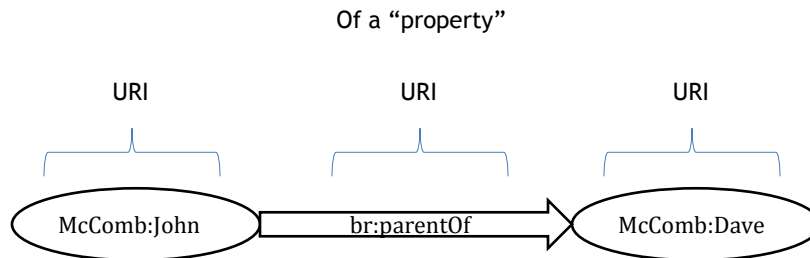 Of a “property”
URI URI URI
McComb:John br:parentOf McComb:Dave